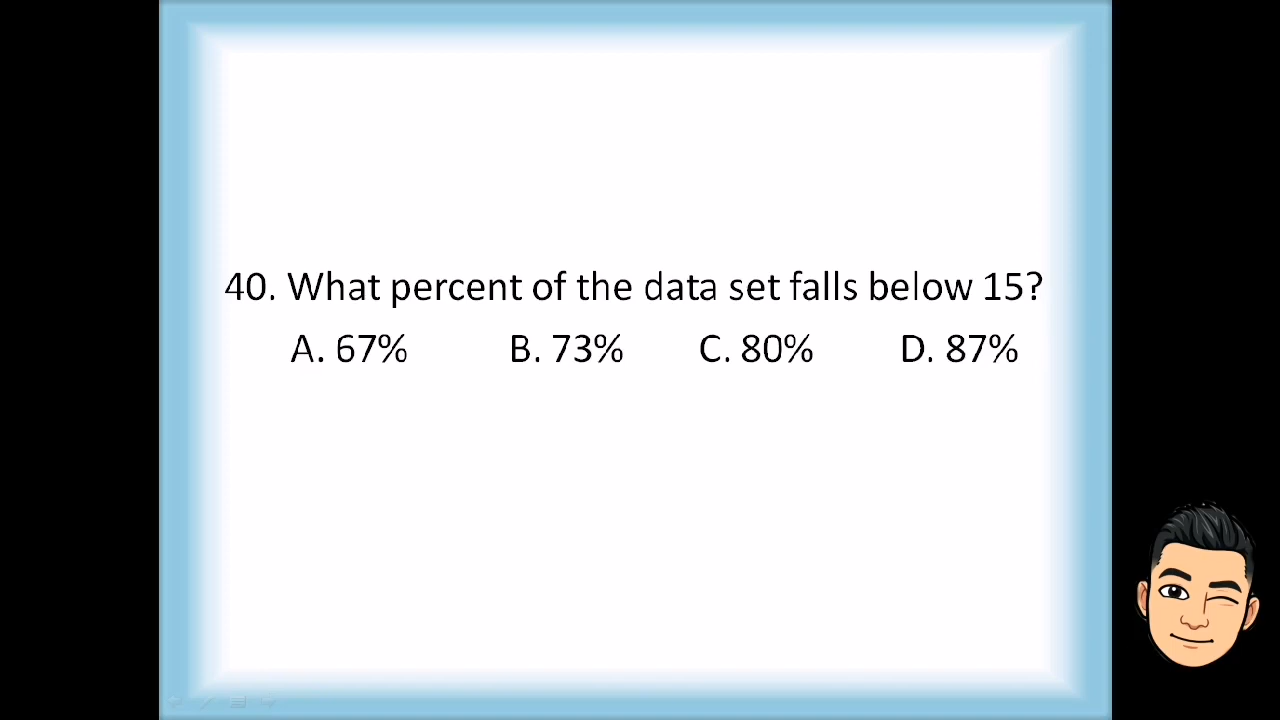 40. What percent of the data set falls below 15?
A. 67% B. 73% C. 80% D. 87%